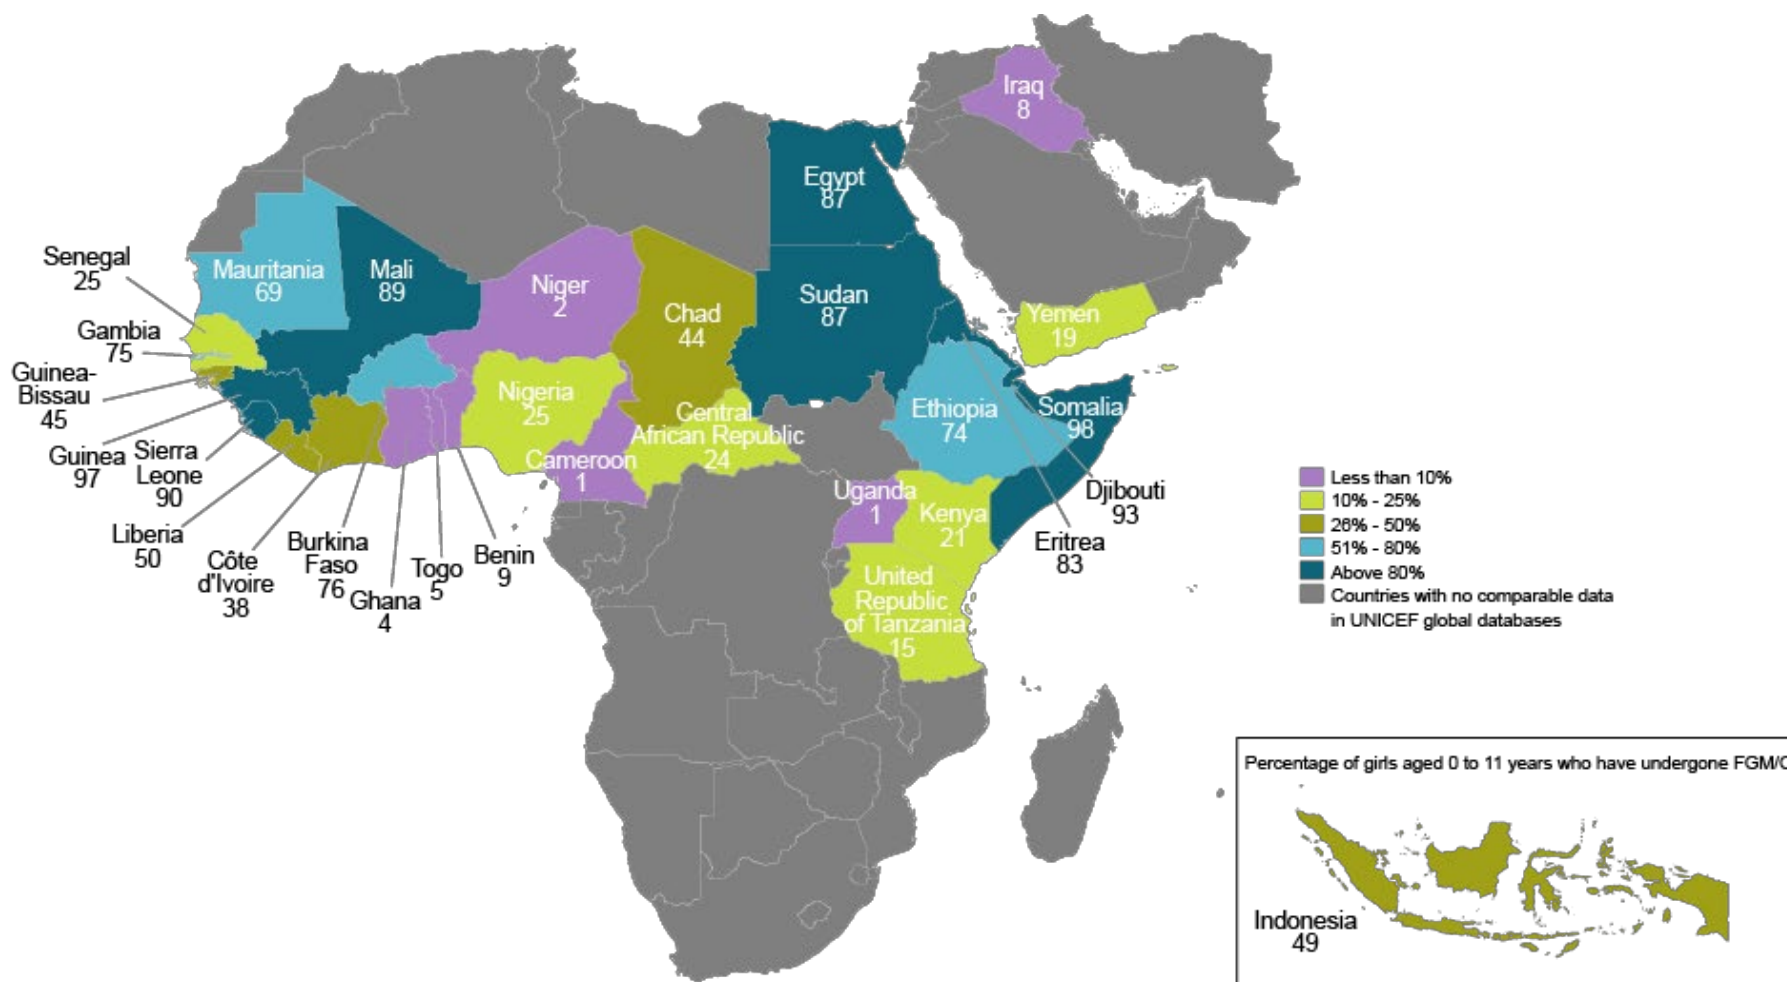 Iraq
8
Egypt
87
Senegal
25
Mauritania
69
Mali
89
Niger
2
Chad
44
Sudan
87
Yemen
19
Gambia
75
Guinea-
Bissau
45
Guinea
97
Sierra
Leone
90
Liberia
50
Côte
d'Ivoire
38
Burkina
Faso
76
Ghana
4
Togo
5
Benin
9
Nigeria
25
Cameroon
1
Central
African Republic
24
Ethiopia
74
Somalia
98
Djibouti
93
Eritrea
83
Uganda
1
Kenya
21
United
Republic
of Tanzania
15
Less than 10%
10% - 25%
26% - 50%
51% - 80%
Above 80%
Countries with no comparable data
in UNICEF global databases
Percentage of girls aged 0 to 11 years who have undergone FGM/C
Indonesia
49